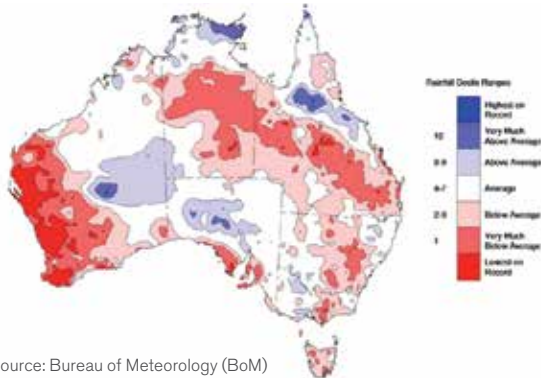 Rainfall Decile Ranges
Highest on
Record
10
Very Much
Above Average
8-9
Above Average
4-7
Average
2-3
Below Average
1
Very Much
Below Average
Lowest on
Record
ource: Bureau of Meteorology (BoM)